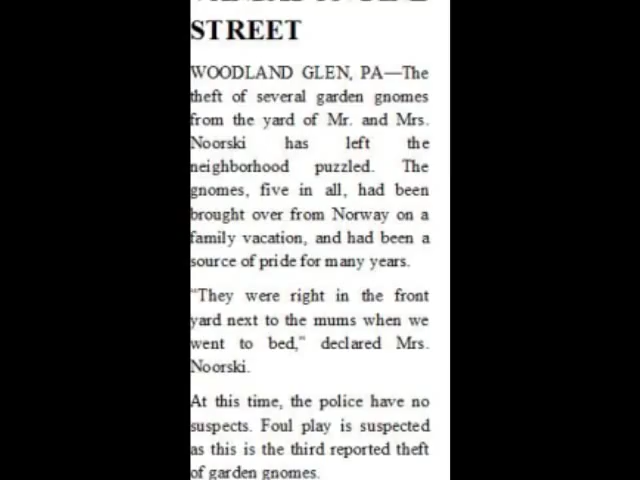 STREET
WOODLAND GLEN, PA—The
theft of several garden gnomes
from the yard of Mr. and Mrs.
Noorski has left the
neighborhood puzzled. The
gnomes, five in all, had been
brought over from Norway on a
family vacation, and had been a
source of pride for many years.
"They were right in the front
yard next to the mums when we
went to bed," declared Mrs.
Noorski.
At this time, the police have no
suspects. Foul play is suspected
as this is the third reported theft
of garden gnomes.